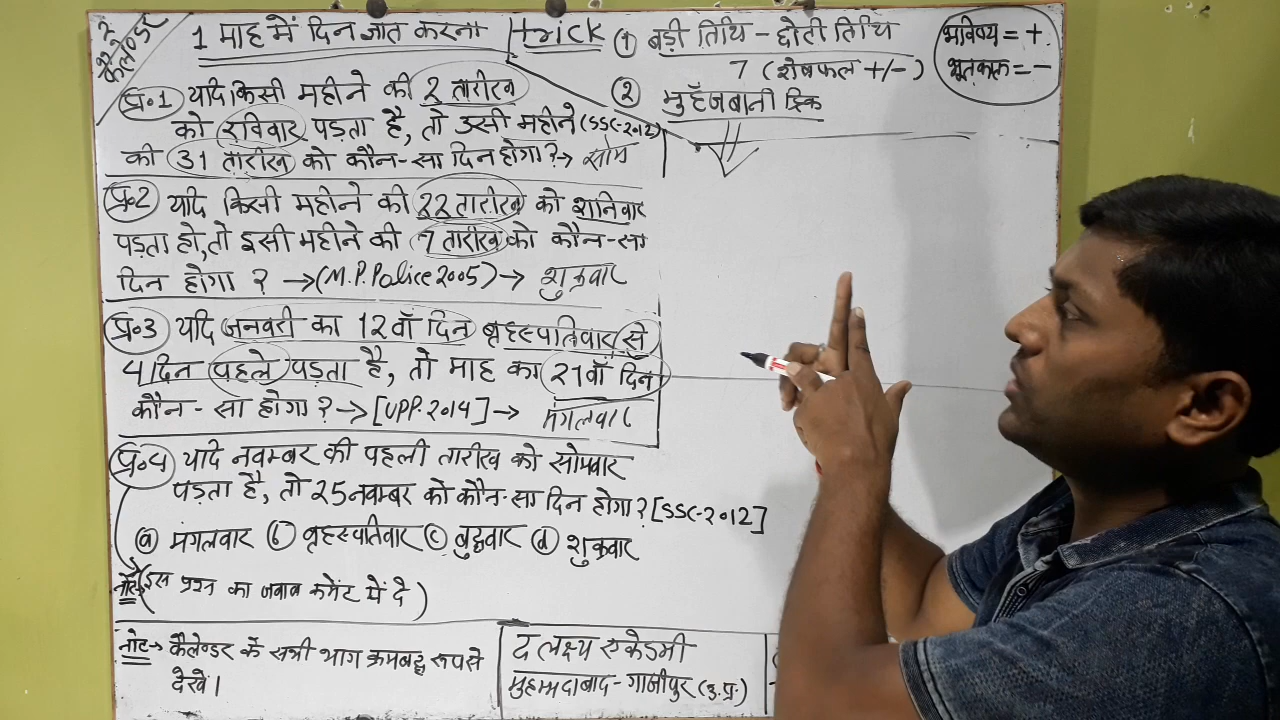 भाग-2
कैलेण्डर
1 माह में दिन ज्ञात करना
trick
① बड़ी तिथि - छोटी तिथि
7 (शेषफल +/-)
② मुहँजबानी ट्रिक
भविष्य = +
भूतकाल = -
प्र॰1 यदि किसी महीने की 2 तारीख
को रविवार पड़ता है, तो उसी महीने (SSC-2012)
की 31 तारीख को कौन-सा दिन होगा? → सोम
प्र॰2 यदि किसी महीने की 22 तारीख को शनिवार
पड़ता हो, तो इसी महीने की 7 तारीख को कौन-सा
दिन होगा ? → (M.P. Police 2005) → शुक्रवार
प्र॰3 यदि जनवरी का 12वाँ दिन बृहस्पतिवार से
4 दिन पहले पड़ता है, तो माह का 21वाँ दिन
कौन - सा होगा ? → [UPP. 2014] → मंगलवार
प्र॰4 यदि नवम्बर की पहली तारीख को सोमवार
पड़ता है, तो 25 नवम्बर को कौन-सा दिन होगा ? [SSC-2012]
ⓐ मंगलवार ⓑ बृहस्पतिवार ⓒ बुद्धवार ⓓ शुक्रवार
नोट (इस प्रश्न का जवाब कमेंट में दे)
नोट → कैलेण्डर के सभी भाग क्रमबद्ध रूप से
देखें।
द लक्ष्य एकेडमी
मुहम्मदाबाद - गाजीपुर (उ.प्र.)